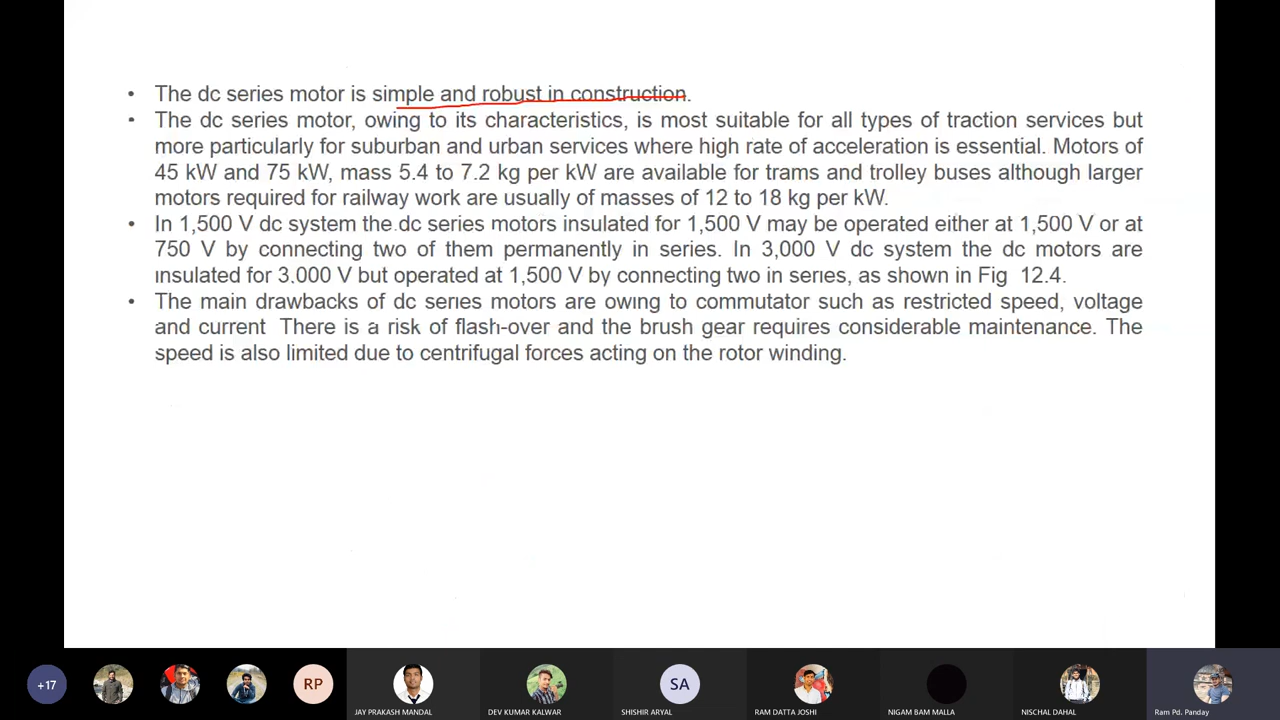 • The dc series motor is simple and robust in construction.
• The dc series motor, owing to its characteristics, is most suitable for all types of traction services but
more particularly for suburban and urban services where high rate of acceleration is essential. Motors of
45 kW and 75 kW, mass 5.4 to 7.2 kg per kW are available for trams and trolley buses although larger
motors required for railway work are usually of masses of 12 to 18 kg per kW.
• In 1,500 V dc system the dc series motors insulated for 1,500 V may be operated either at 1,500 V or at
750 V by connecting two of them permanently in series. In 3,000 V dc system the dc motors are
insulated for 3.000 V but operated at 1,500 V by connecting two in series, as shown in Fig 12.4.
• The main drawbacks of dc series motors are owing to commutator such as restricted speed, voltage
and current There is a risk of flash-over and the brush gear requires considerable maintenance. The
speed is also limited due to centrifugal forces acting on the rotor winding.
+17
RP
SA
JAY PRAKASH MANDAL
DEV KUMAR KALWAR
SHISHIR ARYAL
RAM DATTA JOSHI
NIGAM BAM MALLA
NISCHAL DAHAL
Ram Pd. Panday